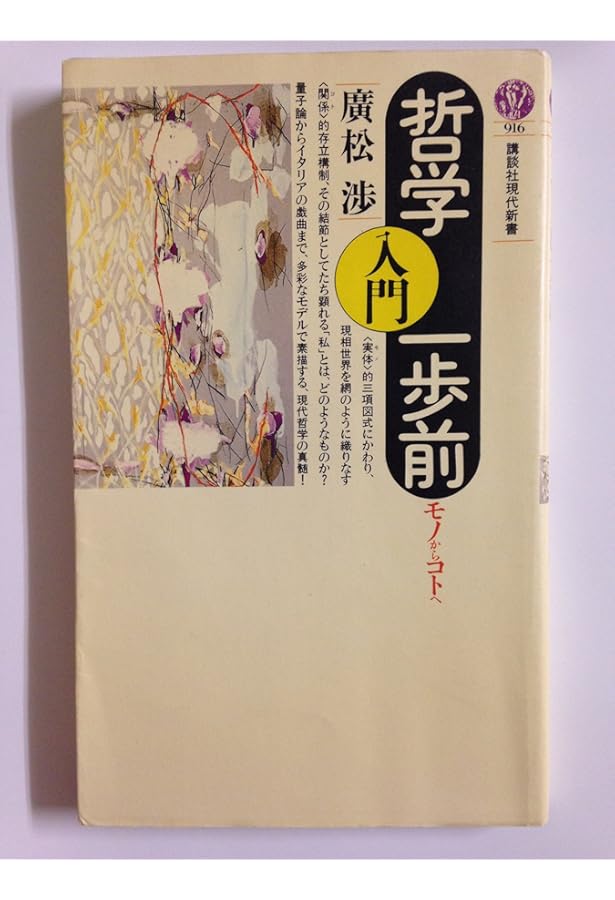 916
講談社現代新書
哲学
入門
一歩前
モノからコトへ
廣松 渉
〈実体〉的三項図式にかわり、
現相世界を網のように織りなす
〈関係〉的存立構制、その結節としてたち顕れる「私」とは、どのようなものか?
量子論からイタリアの戯曲まで、多彩なモデルで素描する、現代哲学の真髄!